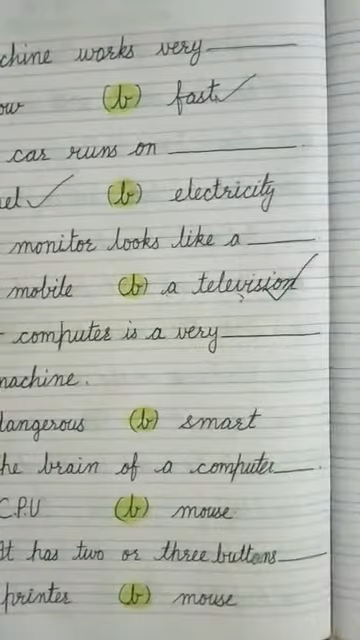 chine works very
ow (b) fast
car runs on
el (b) electricity
monitor looks like a
mobile (b) a television
computer is a very
machine.
dangerous (b) smart
he brain of a computer
C.P.U (b) mouse
It has two or three buttons
printer (b) mouse